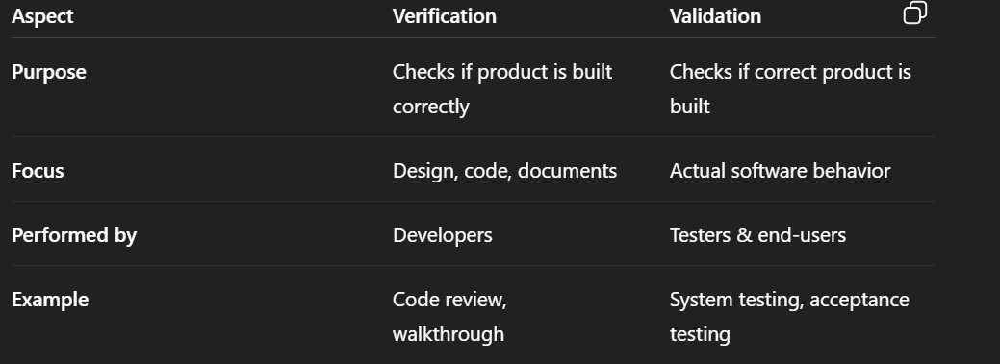 Aspect Verification Validation
Purpose Checks if product is built Checks if correct product is
correctly built
Focus Design, code, documents Actual software behavior
Performed by Developers Testers & end-users
Example Code review, System testing, acceptance
walkthrough testing